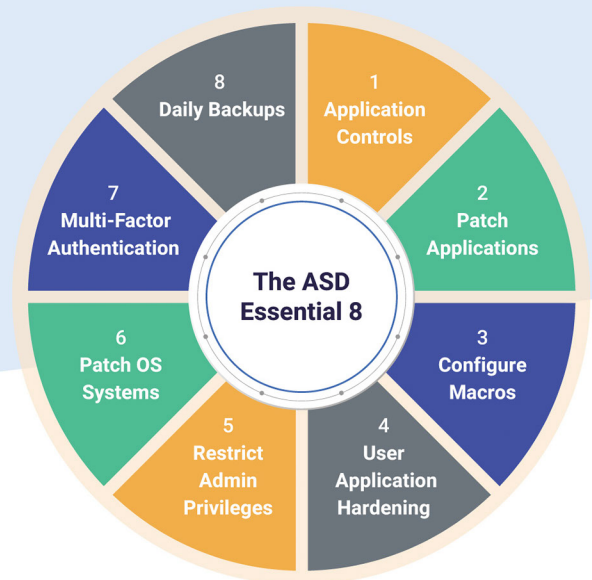 The ASD
Essential 8
1
Application
Controls
2
Patch
Applications
3
Configure
Macros
4
User
Application
Hardening
5
Restrict
Admin
Privileges
6
Patch OS
Systems
7
Multi-Factor
Authentication
8
Daily Backups